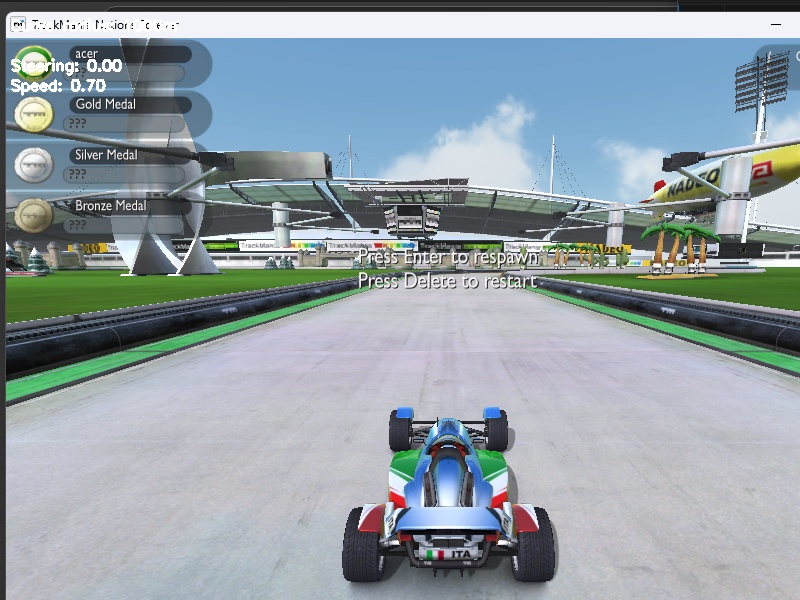 TrackMania Nations Forever
acer
Steering: 0.00
Speed: 0.70
Gold Medal
???
Silver Medal
???
Bronze Medal
???
NADEO
Press Enter to respawn
Press Delete to restart
ITA